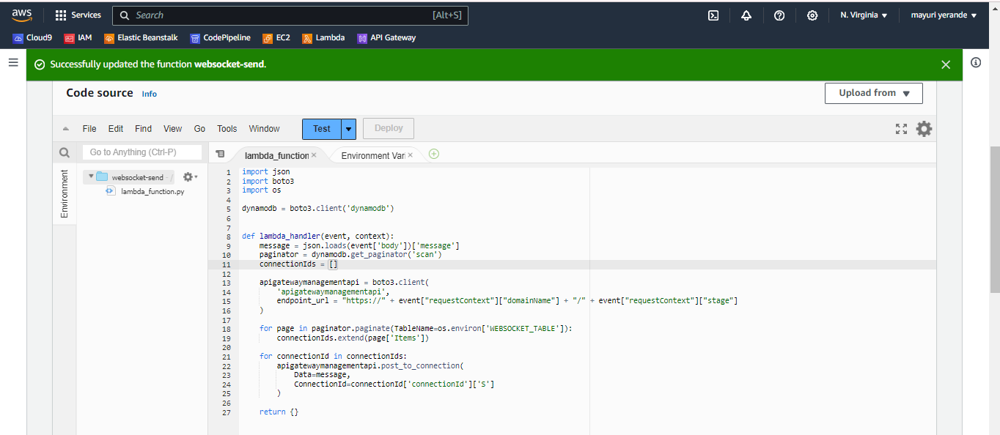 aws Services Search [Alt+S] N. Virginia mayuri yerande
Cloud9 IAM Elastic Beanstalk CodePipeline EC2 Lambda API Gateway
Successfully updated the function websocket-send.
Code source Info Upload from
File Edit Find View Go Tools Window Test Deploy
Go to Anything (Ctrl-P) lambda_function Environment Vari
Environment
websocket-send - /
lambda_function.py
1 import json
2 import boto3
3 import os
4
5 dynamodb = boto3.client('dynamodb')
6
7
8 def lambda_handler(event, context):
9     message = json.loads(event['body'])['message']
10     paginator = dynamodb.get_paginator('scan')
11     connectionIds = []
12
13     apigatewaymanagementapi = boto3.client(
14         'apigatewaymanagementapi',
15         endpoint_url = "https://" + event["requestContext"]["domainName"] + "/" + event["requestContext"]["stage"]
16     )
17
18     for page in paginator.paginate(TableName=os.environ['WEBSOCKET_TABLE']):
19         connectionIds.extend(page['Items'])
20
21     for connectionId in connectionIds:
22         apigatewaymanagementapi.post_to_connection(
23             Data=message,
24             ConnectionId=connectionId['connectionId']['S']
25         )
26
27     return {}